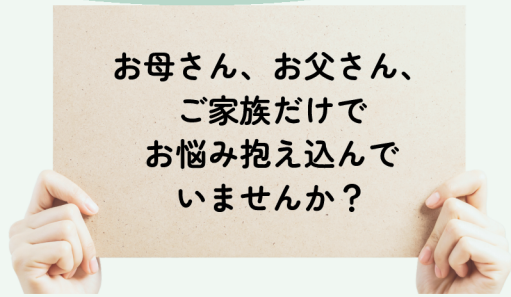 お母さん、お父さん、
ご家族だけで
お悩み抱え込んで
いませんか？